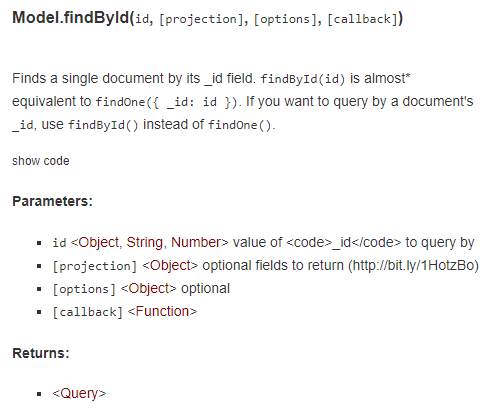 Model.findById(id, [projection], [options], [callback])
Finds a single document by its _id field. findById(id) is almost*
equivalent to findOne({ _id: id }). If you want to query by a document's
_id, use findById() instead of findOne().
show code
Parameters:
▪ id <Object, String, Number> value of <code>_id</code> to query by
▪ [projection] <Object> optional fields to return (http://bit.ly/1HotzBo)
▪ [options] <Object> optional
▪ [callback] <Function>
Returns:
▪ <Query>